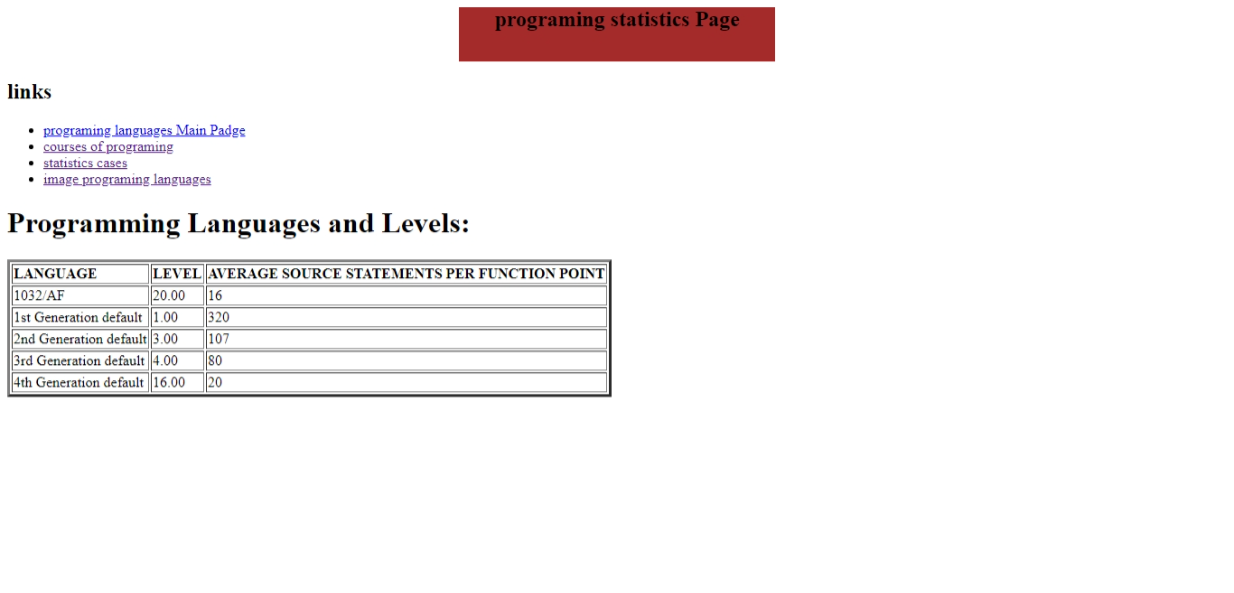 programing statistics Page
links
programing languages Main Padge
courses of programing
statistics cases
image programing languages
Programming Languages and Levels:
LANGUAGE LEVEL AVERAGE SOURCE STATEMENTS PER FUNCTION POINT
1032/AF 20.00 16
1st Generation default 1.00 320
2nd Generation default 3.00 107
3rd Generation default 4.00 80
4th Generation default 16.00 20